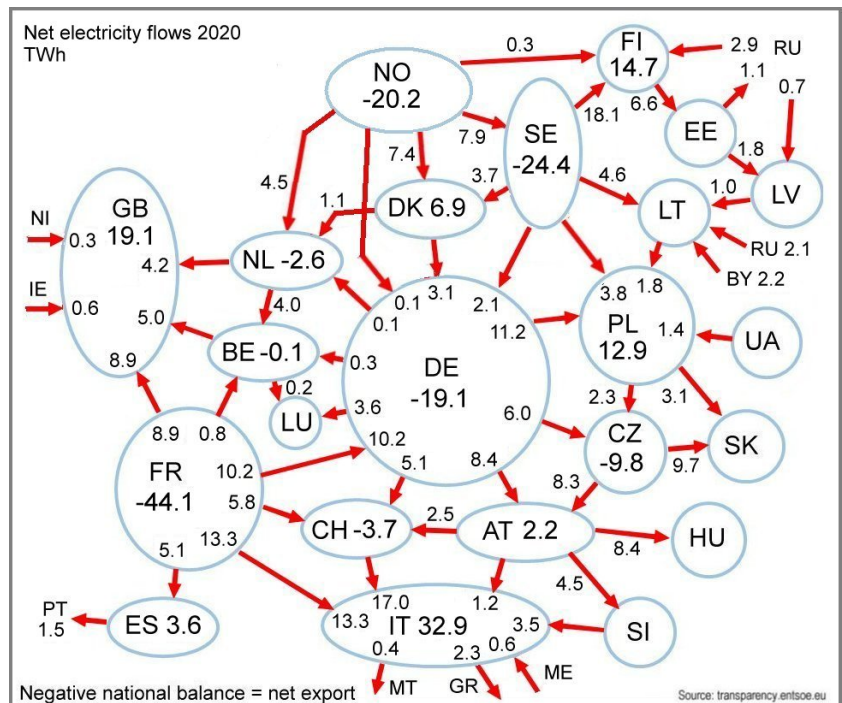 Net electricity flows 2020
TWh
0.3
FI
14.7
2.9
RU
1.1
0.7
NO
-20.2
7.9
18.1
6.6
EE
SE
-24.4
7.4
4.5
1.1
3.7
4.6
1.8
1.0
LV
DK 6.9
LT
GB
19.1
NI
0.3
4.2
NL -2.6
RU 2.1
BY 2.2
IE
0.6
5.0
4.0
0.1
0.1
3.1
2.1
11.2
3.8
1.8
PL
12.9
1.4
UA
BE -0.1
0.3
DE
-19.1
8.9
0.2
LU
3.6
6.0
2.3
3.1
8.9
0.8
10.2
CZ
-9.8
9.7
SK
FR
-44.1
10.2
5.8
5.1
8.4
8.3
CH -3.7
2.5
AT 2.2
8.4
HU
5.1
13.3
4.5
PT
1.5
ES 3.6
17.0
1.2
13.3
IT 32.9
3.5
SI
0.4
2.3
0.6
MT
GR
ME
Negative national balance = net export
Source: transparency.entsoe.eu